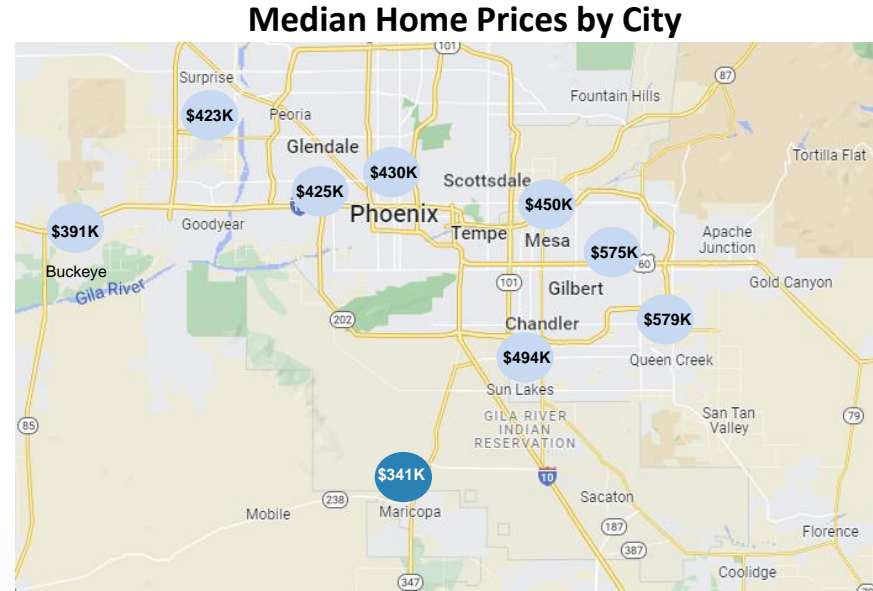 Median Home Prices by City
101
Surprise
87
Fountain Hills
$423K
Peoria
Glendale
Tortilla Flat
$430K
Scottsdale
$425K
$450K
Phoenix
Goodyear
$391K
Tempe
Mesa
Apache
Junction
$575K
60
Buckeye
Gila River
101
Gilbert
Gold Canyon
202
Chandler
$579K
$494K
Queen Creek
Sun Lakes
GILA RIVER
INDIAN
RESERVATION
San Tan
Valley
85
79
$341K
10
238
Sacaton
Mobile
Maricopa
187
Florence
387
Coolidge
347